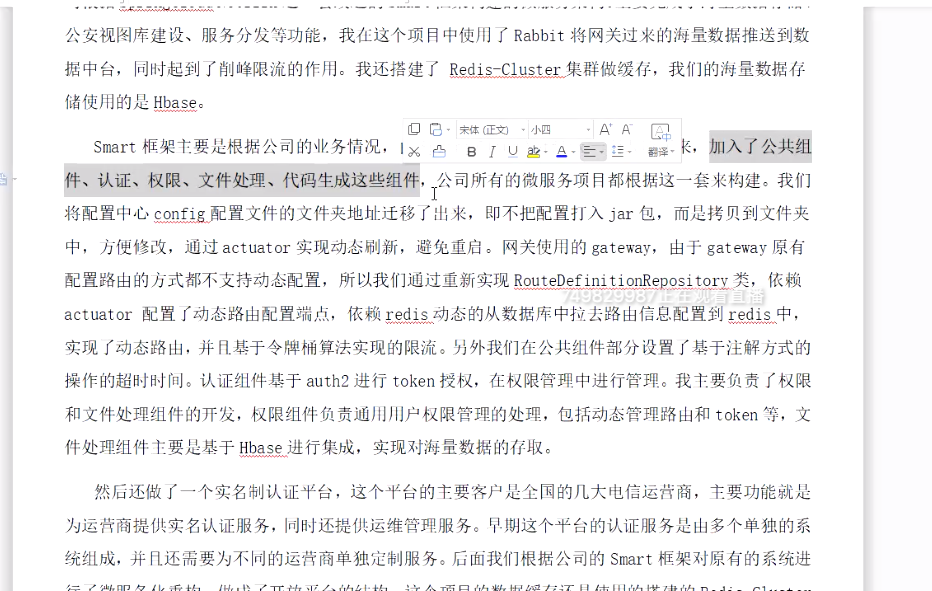 公安视图库建设、服务分发等功能，我在这个项目中使用了Rabbit 将网关过来的海量数据推送到数
据中台，同时起到了削峰限流的作用。我还搭建了 Redis-Cluster 集群做缓存，我们的海量数据存
储使用的是 Hbase。
宋体 (正文) 小四 A+ A-
Smart 框架主要是根据公司的业务情况，
来，加入了公共组
B I U ab A 翻译
件、认证、权限、文件处理、代码生成这些组件，公司所有的微服务项目都根据这一套来构建。我们
将配置中心 config 配置文件的文件夹地址迁移了出来，即不把配置打入 jar 包，而是拷贝到文件夹
中，方便修改，通过 actuator 实现动态刷新，避免重启。网关使用的 gateway，由于 gateway 原有
配置路由的方式都不支持动态配置，所以我们通过重新实现 RouteDefinitionRepository 类，依赖
749829987正在观看直播
actuator 配置了动态路由配置端点，依赖 redis 动态的从数据库中拉去路由信息配置到 redis 中，
实现了动态路由，并且基于令牌桶算法实现的限流。另外我们在公共组件部分设置了基于注解方式的
操作的超时时间。认证组件基于 auth2 进行 token 授权，在权限管理中进行管理。我主要负责了权限
和文件处理组件的开发，权限组件负责通用用户权限管理的处理，包括动态管理路由和 token 等，文
件处理组件主要是基于 Hbase 进行集成，实现对海量数据的存取。
然后还做了一个实名制认证平台，这个平台的主要客户是全国的几大电信运营商，主要功能就是
为运营商提供实名认证服务，同时还提供运维管理服务。早期这个平台的认证服务是由多个单独的系
统组成，并且还需要为不同的运营商单独定制服务。后面我们根据公司的 Smart 框架对原有的系统进